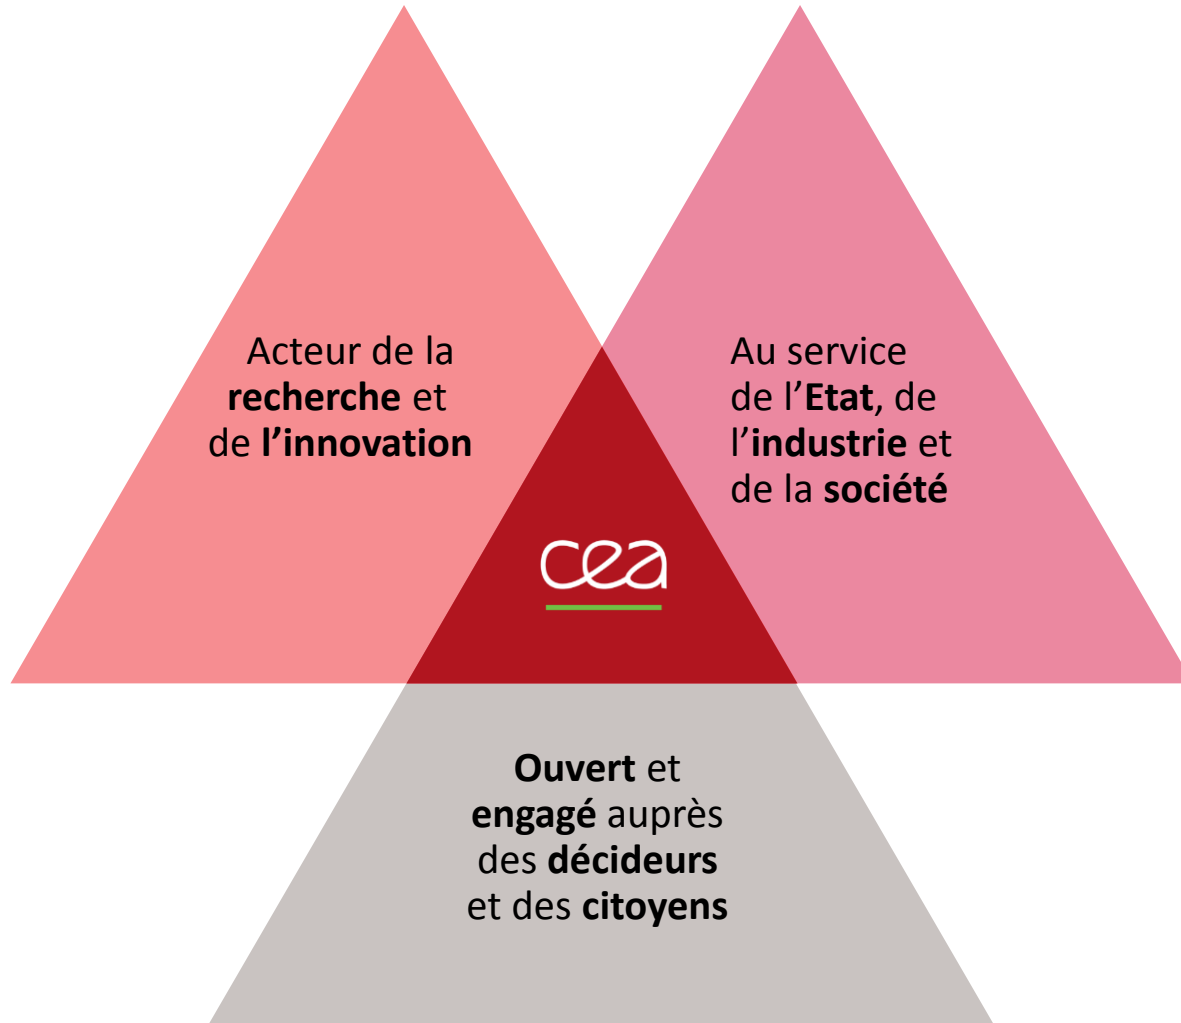 Acteur de la
recherche et
de l’innovation
Au service
de l’Etat, de
l’industrie et
de la société
cea
Ouvert et
engagé auprès
des décideurs
et des citoyens